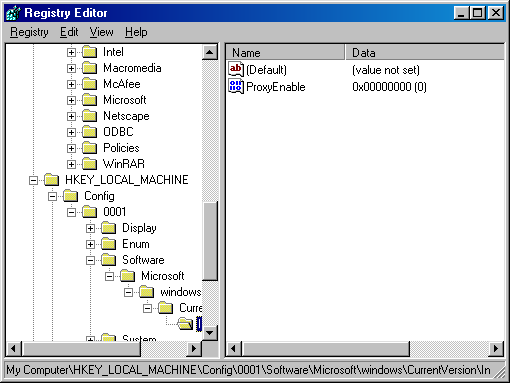 Registry Editor
Registry Edit View Help
Intel
Macromedia
McAfee
Microsoft
Netscape
ODBC
Policies
WinRAR
HKEY_LOCAL_MACHINE
Config
0001
Display
Enum
Software
Microsoft
windows
Curre
System
Name Data
ab (Default) (value not set)
ProxyEnable 0x00000000 (0)
My Computer\HKEY_LOCAL_MACHINE\Config\0001\Software\Microsoft\windows\CurrentVersion\In